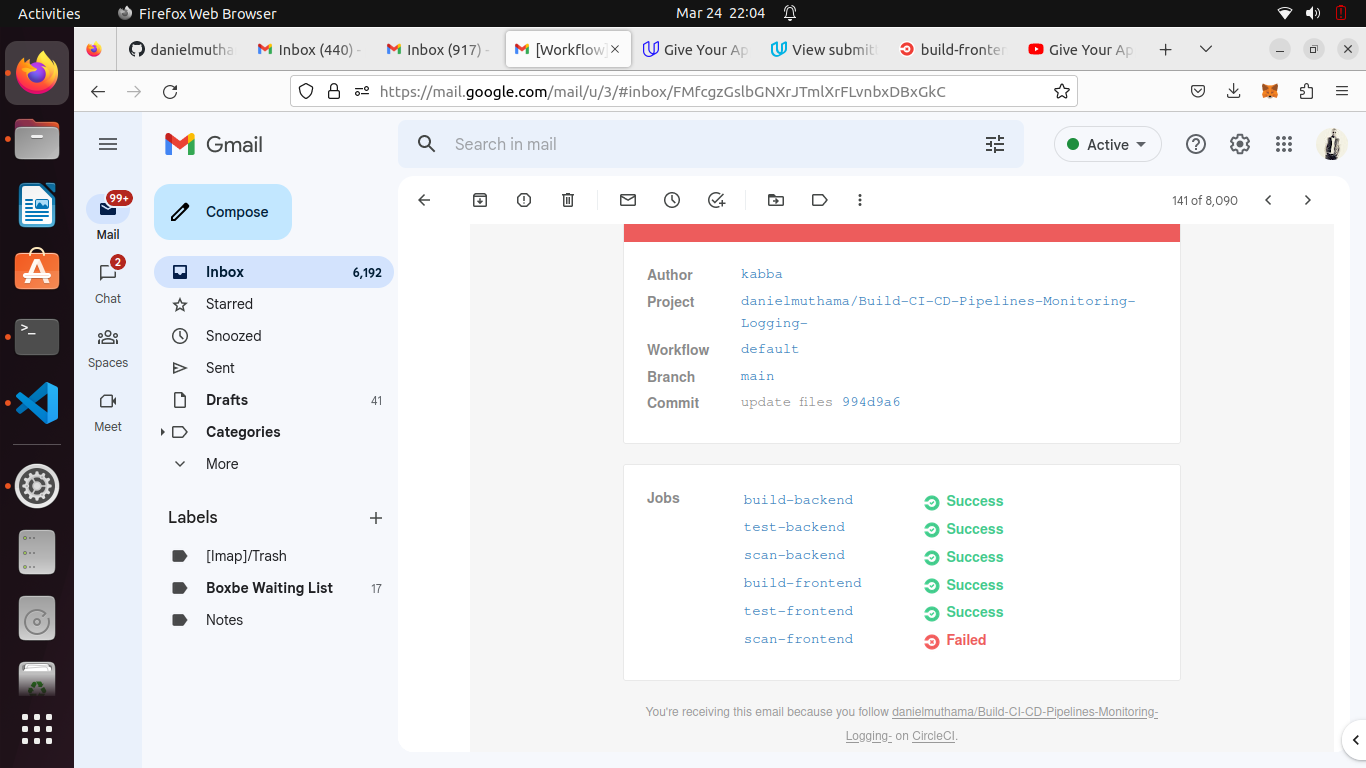 Activities
Firefox Web Browser
Mar 24 22:04
danielmutha
Inbox (440) -
Inbox (917) -
[Workflow]
Give Your Ap
View submit
build-fronten
Give Your Ap
https://mail.google.com/mail/u/3/#inbox/FMfcgzGslbGNXrJTmlXrFLvnbxDBxGkC
Gmail
Search in mail
Active
99+
Mail
2
Chat
Spaces
Meet
Compose
Inbox 6,192
Starred
Snoozed
Sent
Drafts 41
Categories
More
Labels
[Imap]/Trash
Boxbe Waiting List 17
Notes
141 of 8,090
Author kabba
Project danielmuthama/Build-CI-CD-Pipelines-Monitoring-
Logging-
Workflow default
Branch main
Commit update files 994d9a6
Jobs build-backend Success
test-backend Success
scan-backend Success
build-frontend Success
test-frontend Success
scan-frontend Failed
You're receiving this email because you follow danielmuthama/Build-CI-CD-Pipelines-Monitoring-
Logging- on CircleCI.